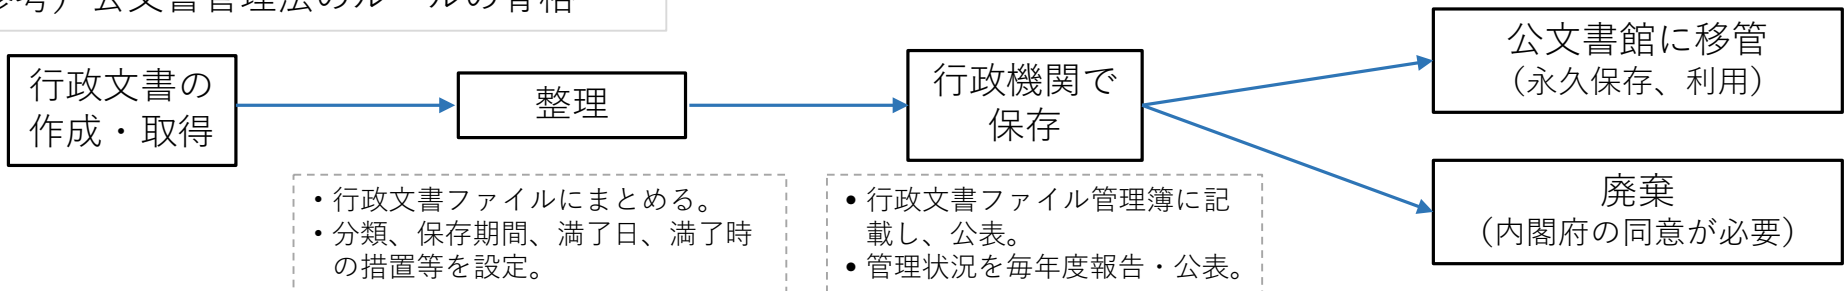 参考）公文書管理法のルールの骨格
行政文書の
作成・取得
整理
行政機関で
保存
公文書館に移管
（永久保存、利用）
廃棄
（内閣府の同意が必要）
・行政文書ファイルにまとめる。
・分類、保存期間、満了日、満了時
の措置等を設定。
• 行政文書ファイル管理簿に記
載し、公表。
• 管理状況を毎年度報告・公表。